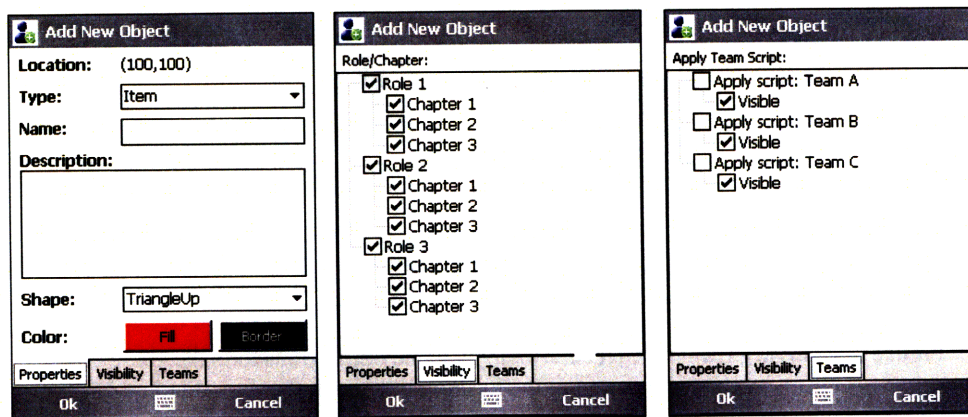 Add New Object
Location: (100,100)
Type: Item
Name:
Description:
Shape: TriangleUp
Color: Fill Border
Properties Visibility Teams
Ok Cancel
Add New Object
Role/Chapter:
Role 1
Chapter 1
Chapter 2
Chapter 3
Role 2
Chapter 1
Chapter 2
Chapter 3
Role 3
Chapter 1
Chapter 2
Chapter 3
Properties Visibility Teams
Ok Cancel
Add New Object
Apply Team Script:
Apply script: Team A
Visible
Apply script: Team B
Visible
Apply script: Team C
Visible
Properties Visibility Teams
Ok Cancel